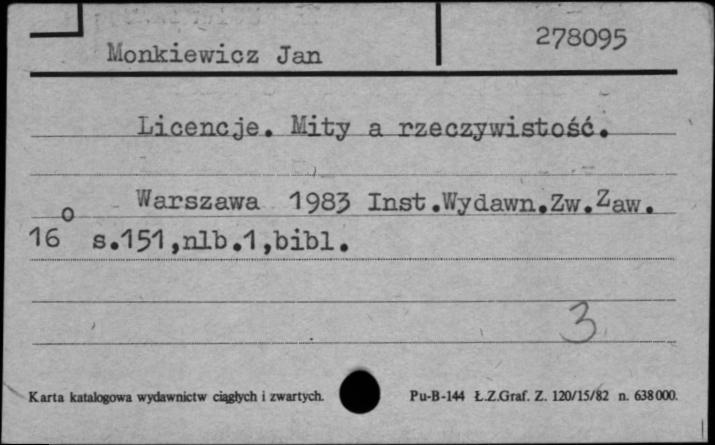 278095
Monkiewicz Jan
Licencje. Mity a rzeczywistość.
Warszawa 1983 Inst.Wydawn.Zw.Zaw.
16° s.151,nlb.1,bibl.
3
Karta katalogowa wydawnictw ciągłych i zwartych. Pu-B-144 Ł.Z.Graf. Z. 120/15/82 n. 638000.